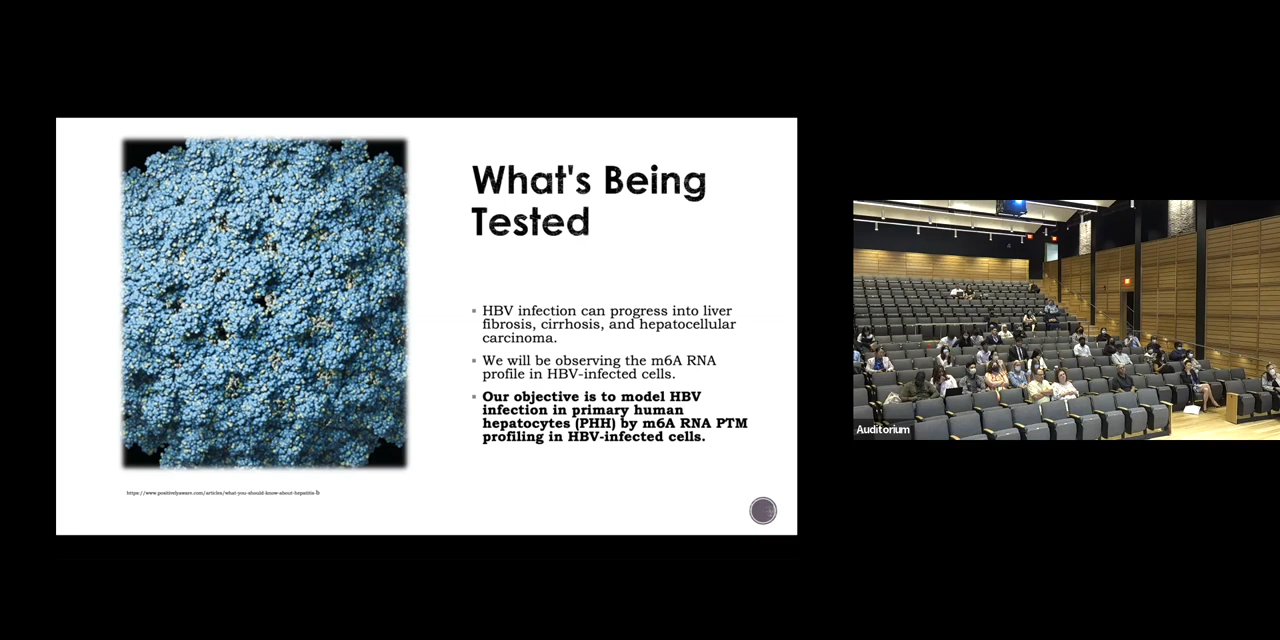 What's Being
Tested
▪ HBV infection can progress into liver
fibrosis, cirrhosis, and hepatocellular
carcinoma.
▪ We will be observing the m6A RNA
profile in HBV-infected cells.
▪ Our objective is to model HBV
infection in primary human
hepatocytes (PHH) by m6A RNA PTM
profiling in HBV-infected cells.
https://www.positivelyaware.com/articles/what-you-should-know-about-hepatitis-b
Auditorium